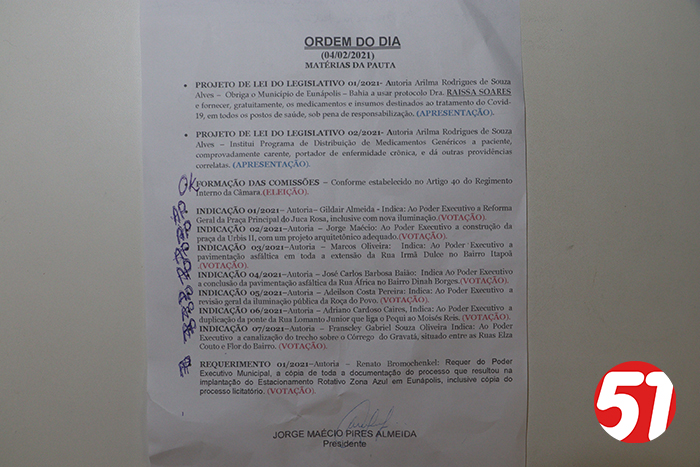 ORDEM DO DIA
(04/02/2021)
MATÉRIAS DA PAUTA
• PROJETO DE LEI DO LEGISLATIVO 01/2021- Autoria Arilma Rodrigues de Souza
Alves – Obriga o Município de Eunápolis – Bahia a usar protocolo Dra. RAISSA SOARES
e fornecer, gratuitamente, os medicamentos e insumos destinados ao tratamento do Covid-
19, em todos os postos de saúde, sob pena de responsabilização. (APRESENTAÇÃO).
• PROJETO DE LEI DO LEGISLATIVO 02/2021- Autoria Arilma Rodrigues de Souza
Alves – Institui Programa de Distribuição de Medicamentos Genéricos a paciente,
comprovadamente carente, portador de enfermidade crônica, e dá outras providências
correlatas. (APRESENTAÇÃO).
OK FORMAÇÃO DAS COMISSÕES – Conforme estabelecido no Artigo 40 do Regimento
Interno da Câmara.(ELEIÇÃO).
INDICAÇÃO 01/2021–Autoria– Gildair Almeida - Indica: Ao Poder Executivo a Reforma
Geral da Praça Principal do Juca Rosa, inclusive com nova iluminação.(VOTAÇÃO).
INDICAÇÃO 02/2021–Autoria – Jorge Maécio: Ao Poder Executivo a construção da
praça da Urbis II, com um projeto arquitetônico adequado.(VOTAÇÃO).
INDICAÇÃO 03/2021–Autoria – Marcos Oliveira: Indica: Ao Poder Executivo a
pavimentação asfáltica em toda a extensão da Rua Irmã Dulce no Bairro Itapoã
.(VOTAÇÃO).
INDICAÇÃO 04/2021–Autoria – José Carlos Barbosa Baião: Indica Ao Poder Executivo
a conclusão da pavimentação asfáltica da Rua África no Bairro Dinah Borges.(VOTAÇÃO).
INDICAÇÃO 05/2021–Autoria – Adeilson Costa Pereira: Indica: Ao Poder Executivo a
revisão geral da iluminação pública da Roça do Povo. (VOTAÇÃO).
INDICAÇÃO 06/2021–Autoria – Adriano Cardoso Caires, Indica: Ao Poder Executivo a
duplicação da ponte da Rua Lomanto Junior que liga o Pequi ao Moisés Reis. (VOTAÇÃO).
INDICAÇÃO 07/2021–Autoria– Franscley Gabriel Souza Oliveira Indica: Ao Poder
Executivo a canalização do trecho sobre o Córrego do Gravatá, situado entre as Ruas Elza
Couto e Flor do Bairro. (VOTAÇÃO).
REQUERIMENTO 01/2021–Autoria – Renato Bromochenkel: Requer do Poder
Executivo Municipal, a cópia de toda a documentação do processo que resultou na
implantação do Estacionamento Rotativo Zona Azul em Eunápolis, inclusive cópia do
processo licitatório. (VOTAÇÃO).
JORGE MAÉCIO PIRES ALMEIDA
Presidente
51